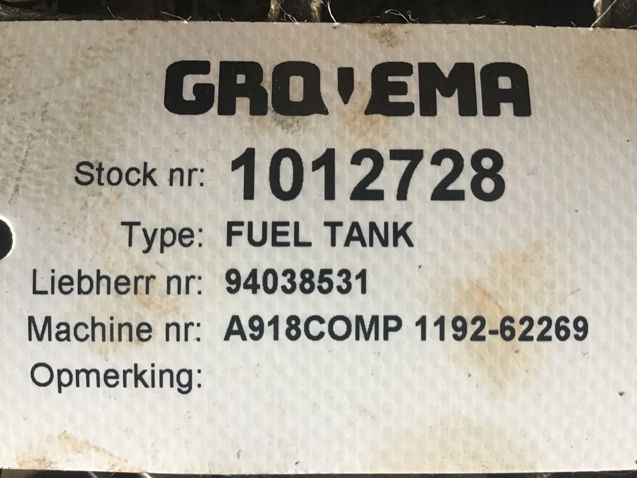 GROVEMA
Stock nr: 1012728
Type: FUEL TANK
Liebherr nr: 94038531
Machine nr: A918COMP 1192-62269
Opmerking: